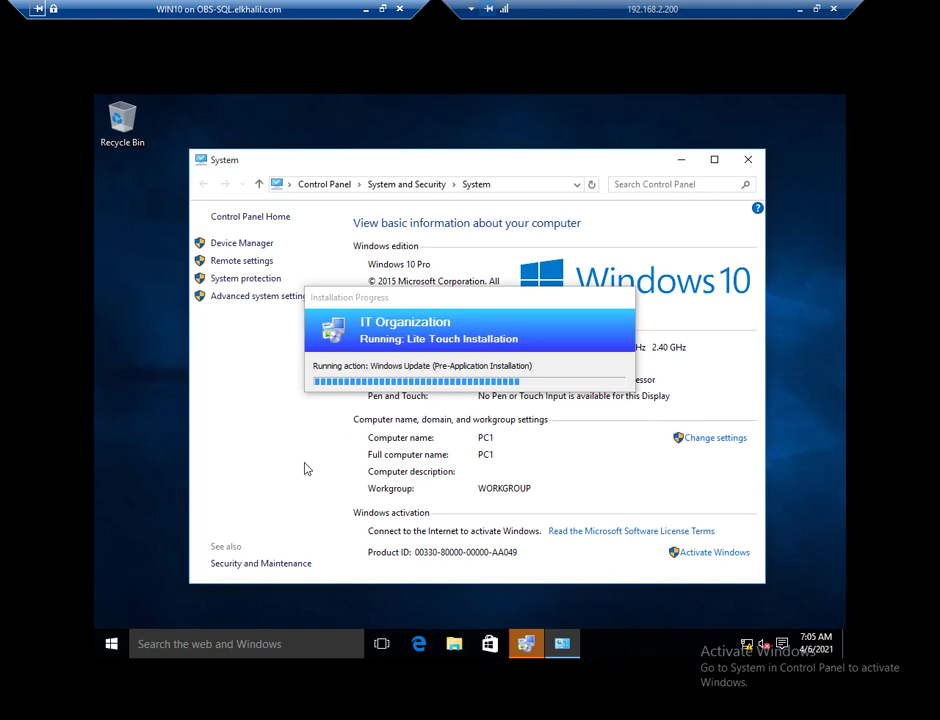 WIN10 on OBS-SQL.elkhalil.com
192.168.2.200
Recycle Bin
System
Control Panel > System and Security > System
Search Control Panel
Control Panel Home
Device Manager
Remote settings
System protection
Advanced system settin
View basic information about your computer
Windows edition
Windows 10 Pro
© 2015 Microsoft Corporation. All
Windows 10
Installation Progress
IT Organization
Running: Lite Touch Installation
Running action: Windows Update (Pre-Application Installation)
Hz 2.40 GHz
essor
Pen and Touch: No Pen or Touch Input is available for this Display
Computer name, domain, and workgroup settings
Computer name: PC1
Change settings
Full computer name: PC1
Computer description:
Workgroup: WORKGROUP
Windows activation
Connect to the Internet to activate Windows. Read the Microsoft Software License Terms
Product ID: 00330-80000-00000-AA049
Activate Windows
See also
Security and Maintenance
Search the web and Windows
7:05 AM
4/6/2021
Activate Windows
Go to System in Control Panel to activate
Windows.